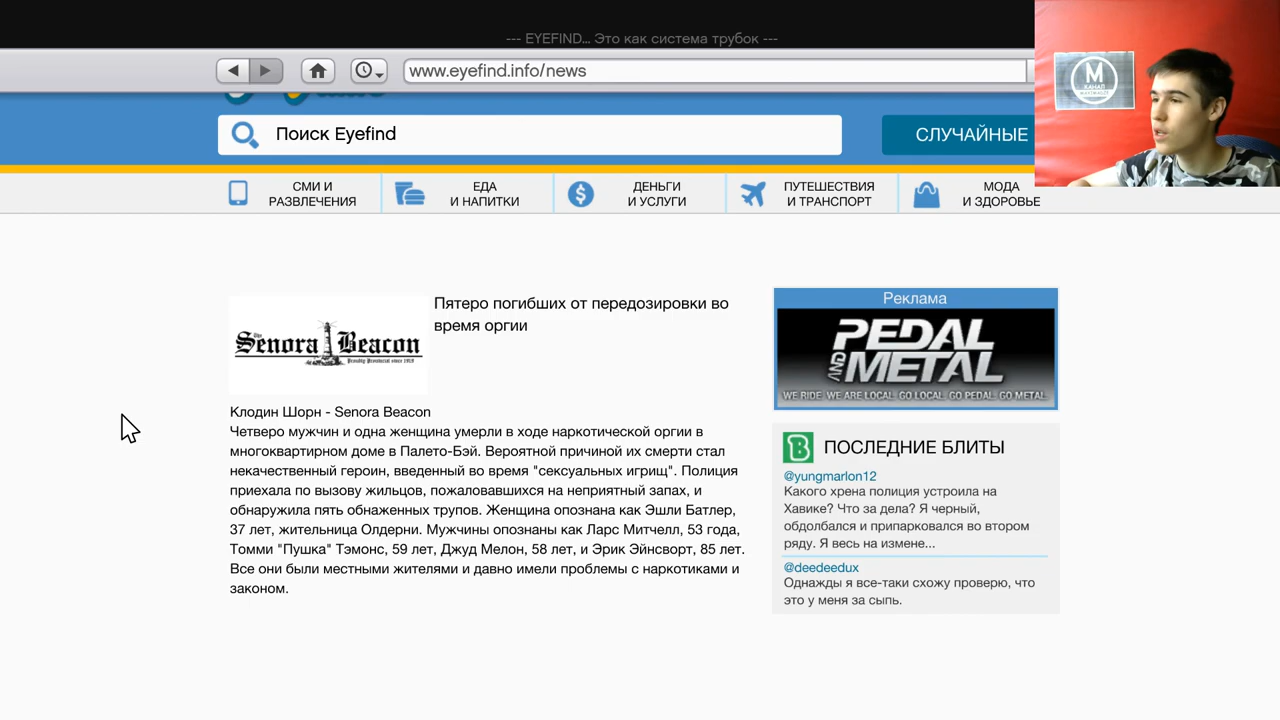 --- EYEFIND... Это как система трубок ---
www.eyefind.info/news
Поиск Eyefind
СЛУЧАЙНЫЕ
М
КАНАЛ
СМИ И
РАЗВЛЕЧЕНИЯ
ЕДА
И НАПИТКИ
ДЕНЬГИ
И УСЛУГИ
ПУТЕШЕСТВИЯ
И ТРАНСПОРТ
МОДА
И ЗДОРОВЬЕ
The Senora Beacon
Proudly Provincial since 1918
Пятеро погибших от передозировки во
время оргии
Клодин Шорн - Senora Beacon
Четверо мужчин и одна женщина умерли в ходе наркотической оргии в
многоквартирном доме в Палето-Бэй. Вероятной причиной их смерти стал
некачественный героин, введенный во время "сексуальных игрищ". Полиция
приехала по вызову жильцов, пожаловавшихся на неприятный запах, и
обнаружила пять обнаженных трупов. Женщина опознана как Эшли Батлер,
37 лет, жительница Олдерни. Мужчины опознаны как Ларс Митчелл, 53 года,
Томми "Пушка" Тэмонс, 59 лет, Джуд Мелон, 58 лет, и Эрик Эйнсворт, 85 лет.
Все они были местными жителями и давно имели проблемы с наркотиками и
законом.
Реклама
PEDAL
AND METAL
WE RIDE. WE ARE LOCAL. GO LOCAL. GO PEDAL. GO METAL
B ПОСЛЕДНИЕ БЛИТЫ
@yungmarlon12
Какого хрена полиция устроила на
Хавике? Что за дела? Я черный,
обдолбался и припарковался во втором
ряду. Я весь на измене...
@deedeedux
Однажды я все-таки схожу проверю, что
это у меня за сыпь.